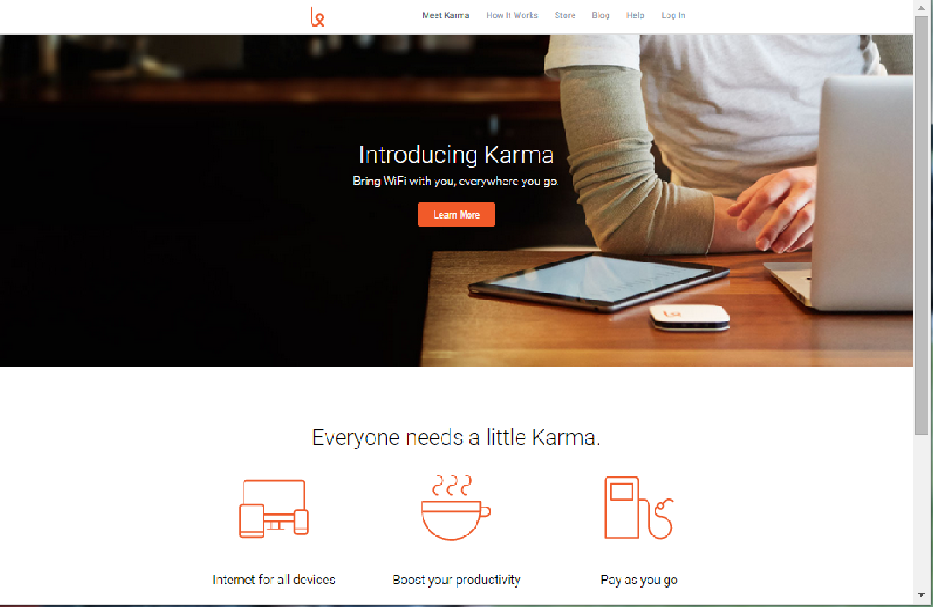 Meet Karma
How It Works
Store
Blog
Help
Log In
Introducing Karma
Bring WiFi with you, everywhere you go.
Learn More
Everyone needs a little Karma.
Internet for all devices
Boost your productivity
Pay as you go